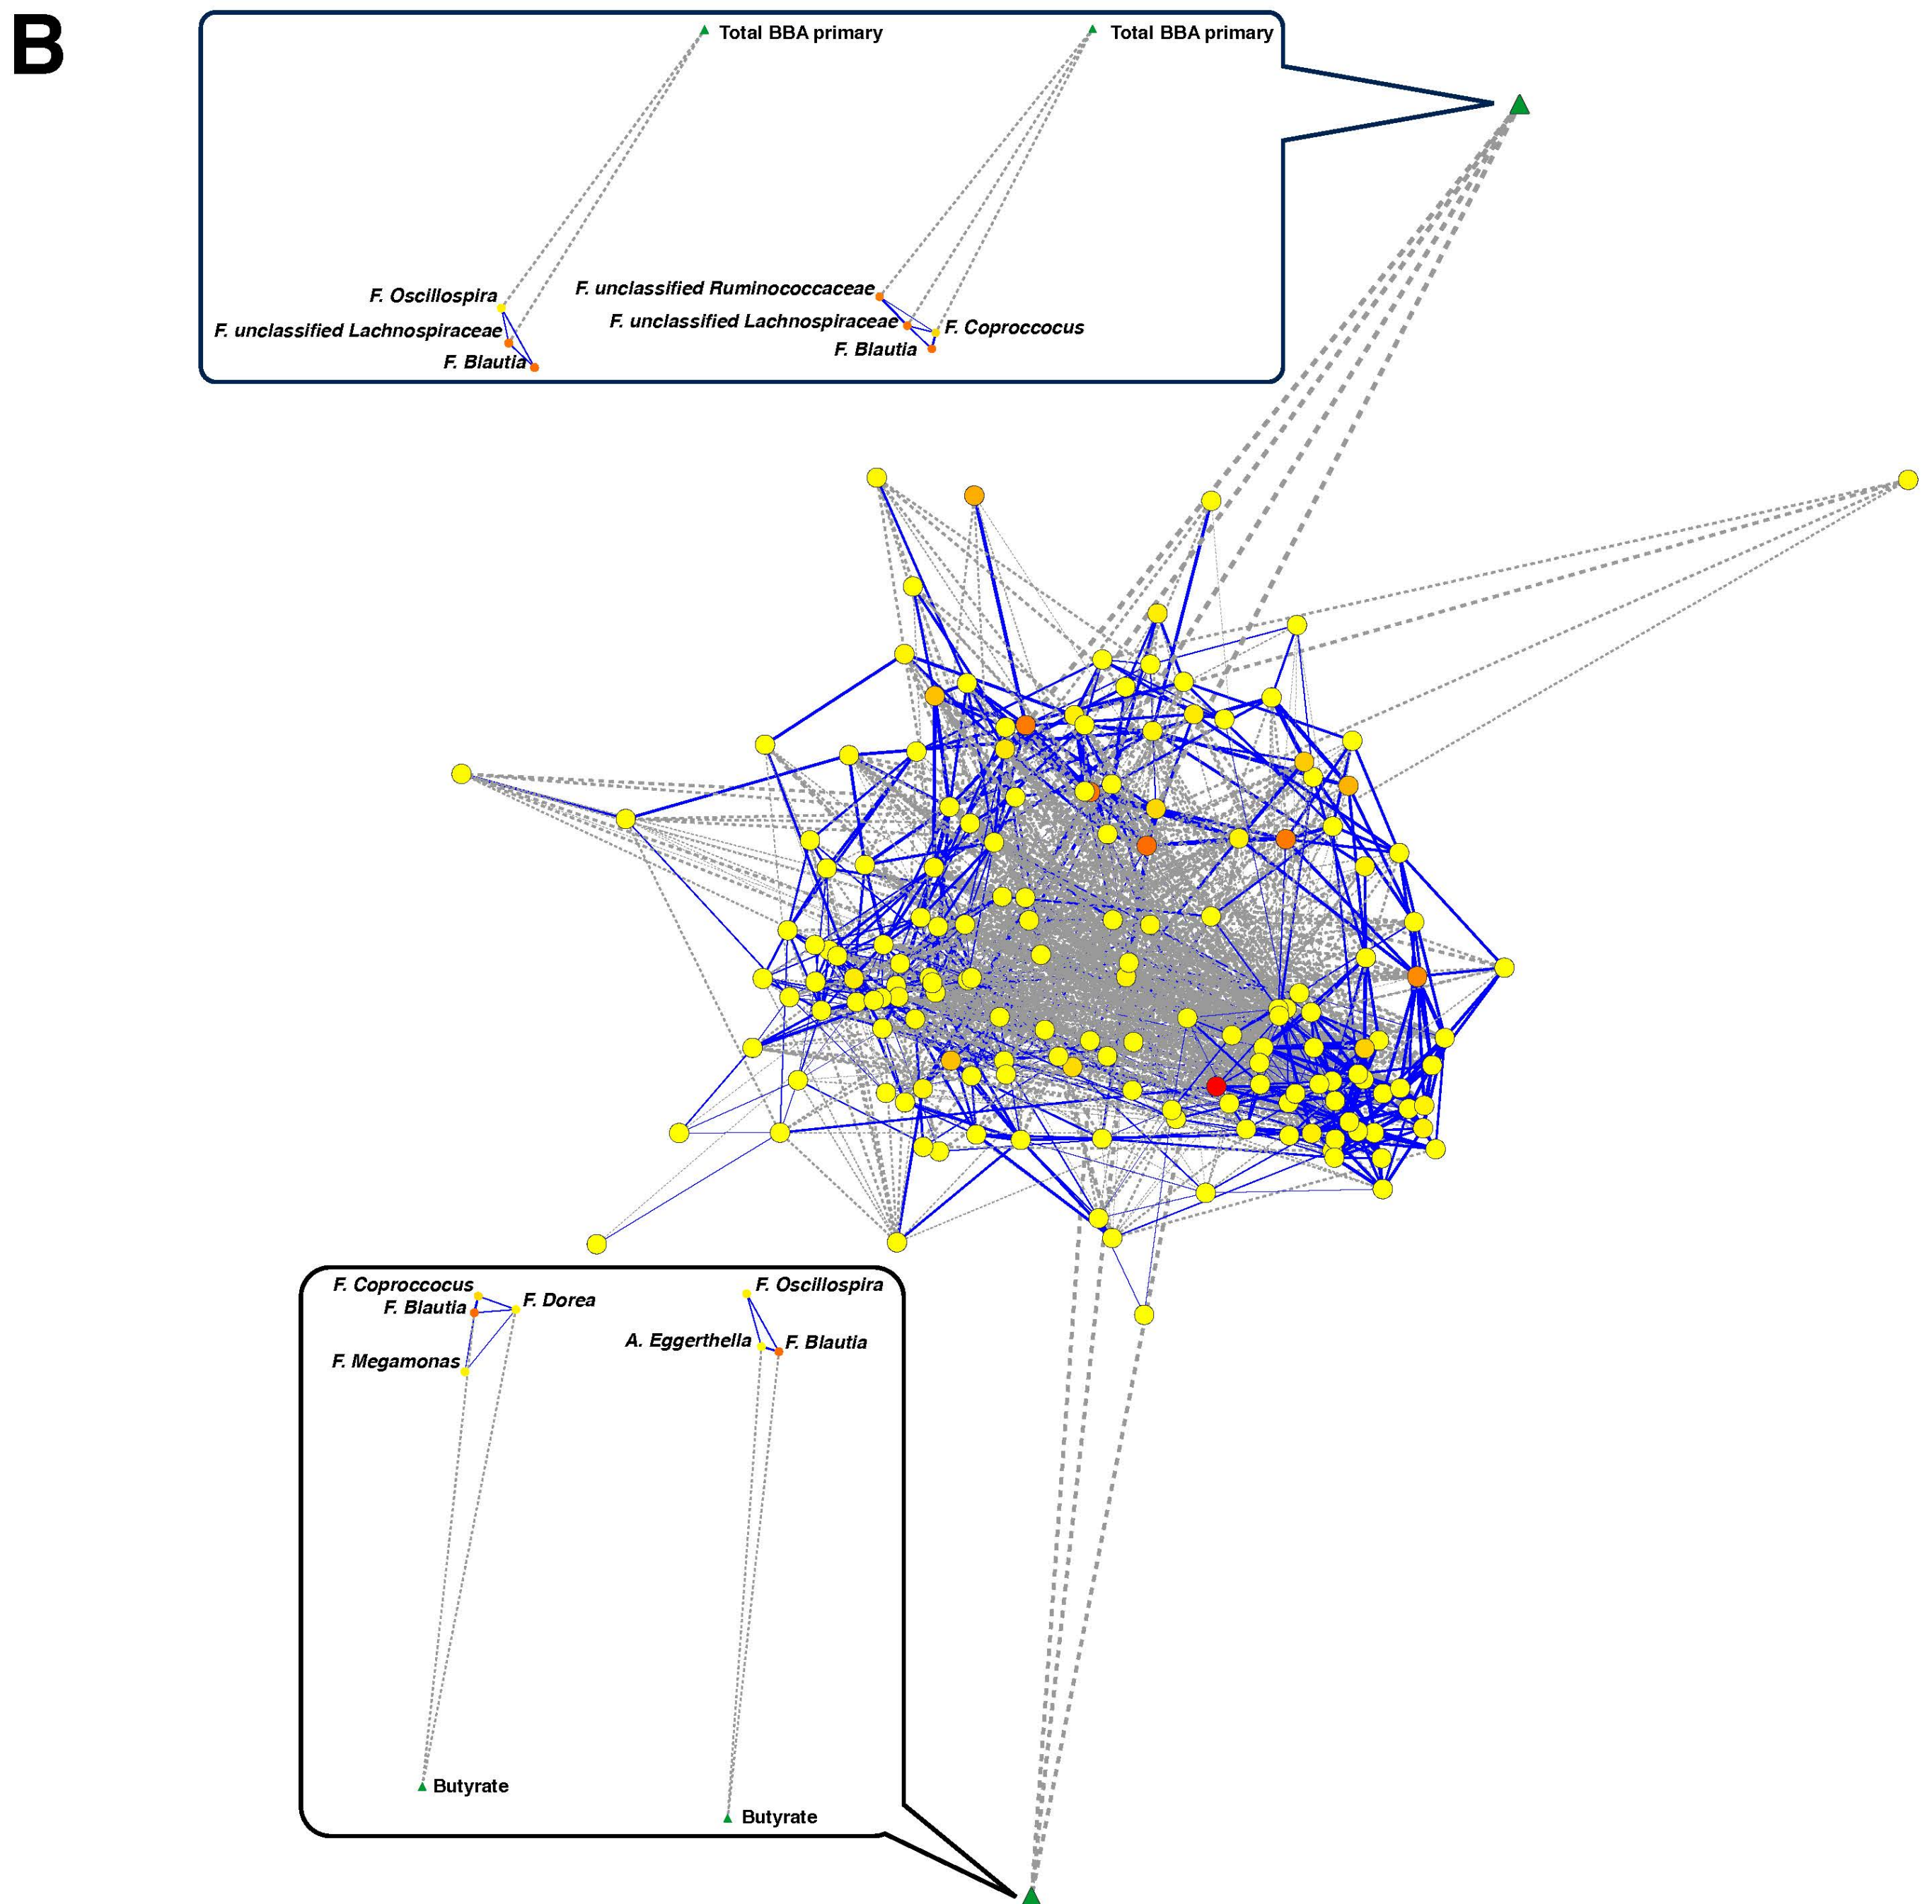 B
Total BBA primary
Total BBA primary
F. Oscillospira
F. unclassified Ruminococcaceae
F. unclassified Lachnospiraceae
F. unclassified Lachnospiraceae
F. Coproccocus
F. Blautia
F. Blautia
F. Coproccocus
F. Oscillospira
F. Blautia
F. Dorea
A. Eggerthella
F. Blautia
F. Megamonas
Butyrate
Butyrate